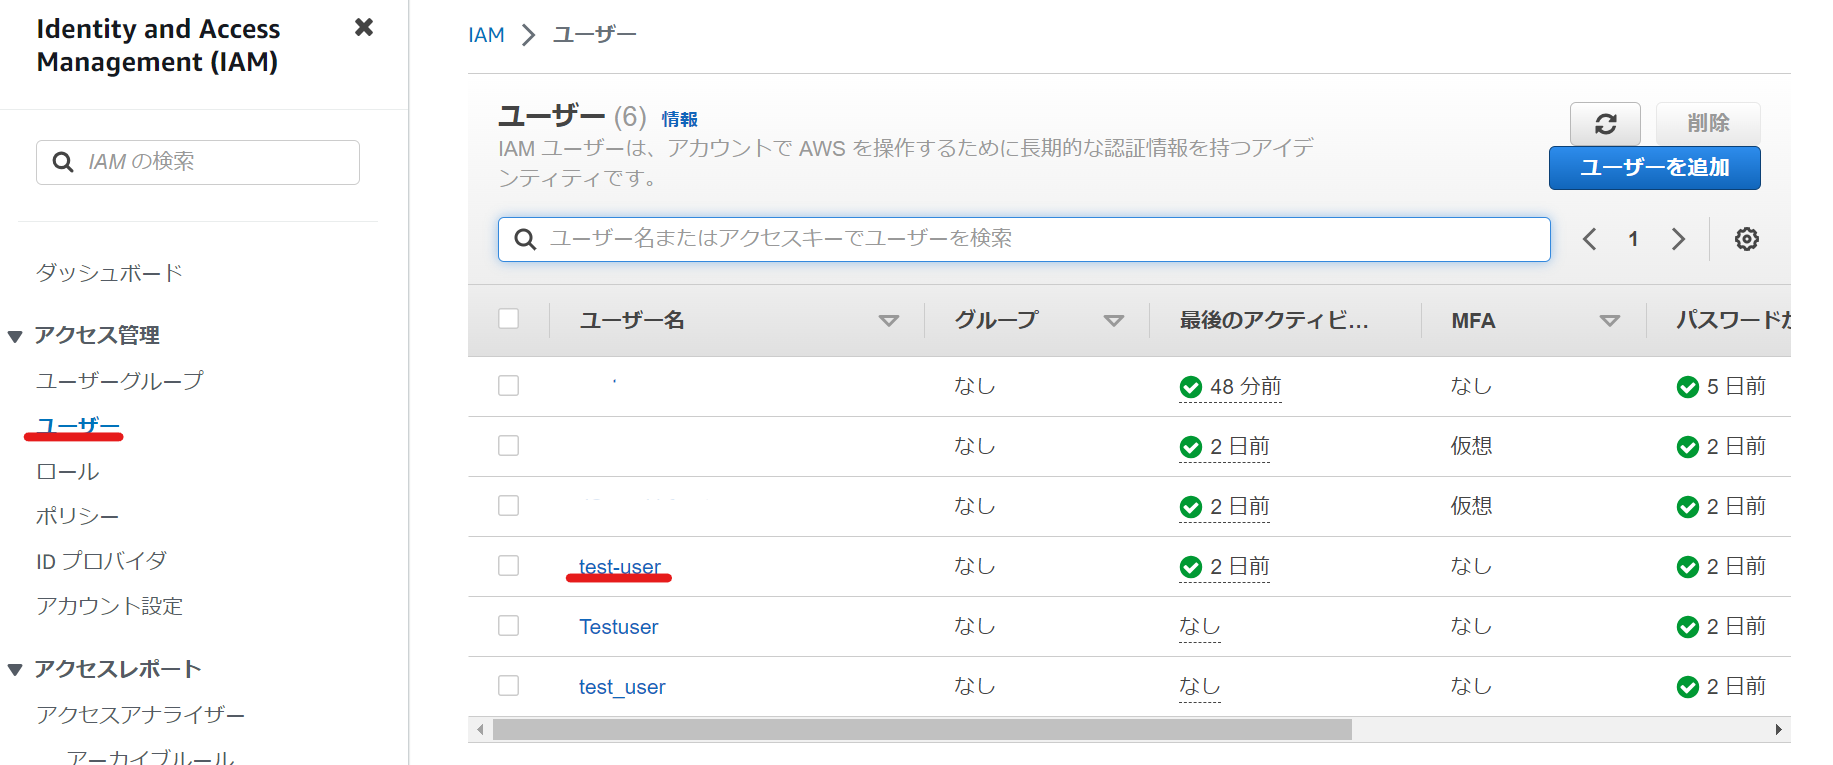 Identity and Access
Management (IAM)
IAM の検索
ダッシュボード
アクセス管理
ユーザーグループ
ユーザー
ロール
ポリシー
ID プロバイダ
アカウント設定
アクセスレポート
アクセスアナライザー
アーカイブルール
IAM
ユーザー
ユーザー (6) 情報
IAM ユーザーは、アカウントで AWS を操作するために長期的な認証情報を持つアイデ
ンティティです。
削除
ユーザーを追加
ユーザー名またはアクセスキーでユーザーを検索
1
ユーザー名 グループ 最後のアクティビ... MFA パスワードが
なし 48 分前 なし 5 日前
なし 2 日前 仮想 2 日前
なし 2 日前 仮想 2 日前
test-user なし 2 日前 なし 2 日前
Testuser なし なし なし 2 日前
test_user なし なし なし 2 日前